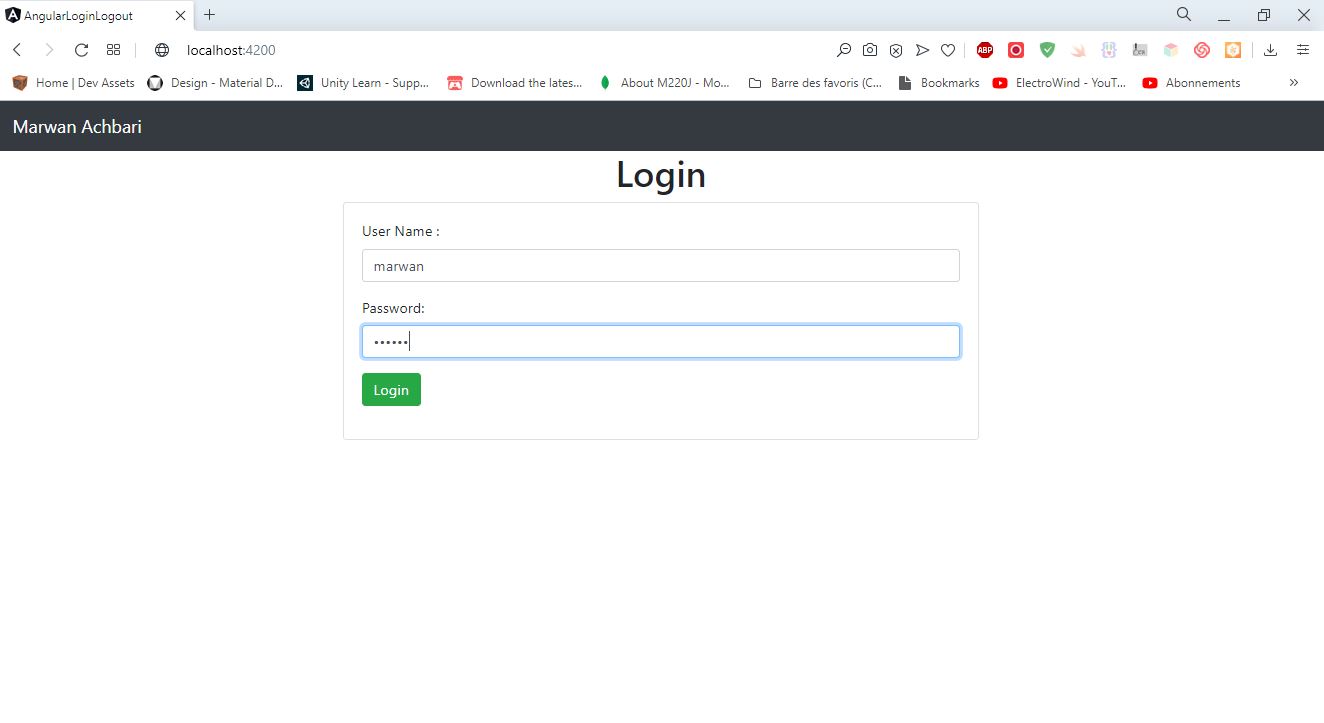 AngularLoginLogout
localhost:4200
ABP
Home | Dev Assets Design - Material D... Unity Learn - Supp... Download the lates... About M220J - Mo... Barre des favoris (C... Bookmarks ElectroWind - YouT... Abonnements »
Marwan Achbari
Login
User Name :
marwan
Password:
••••••
Login